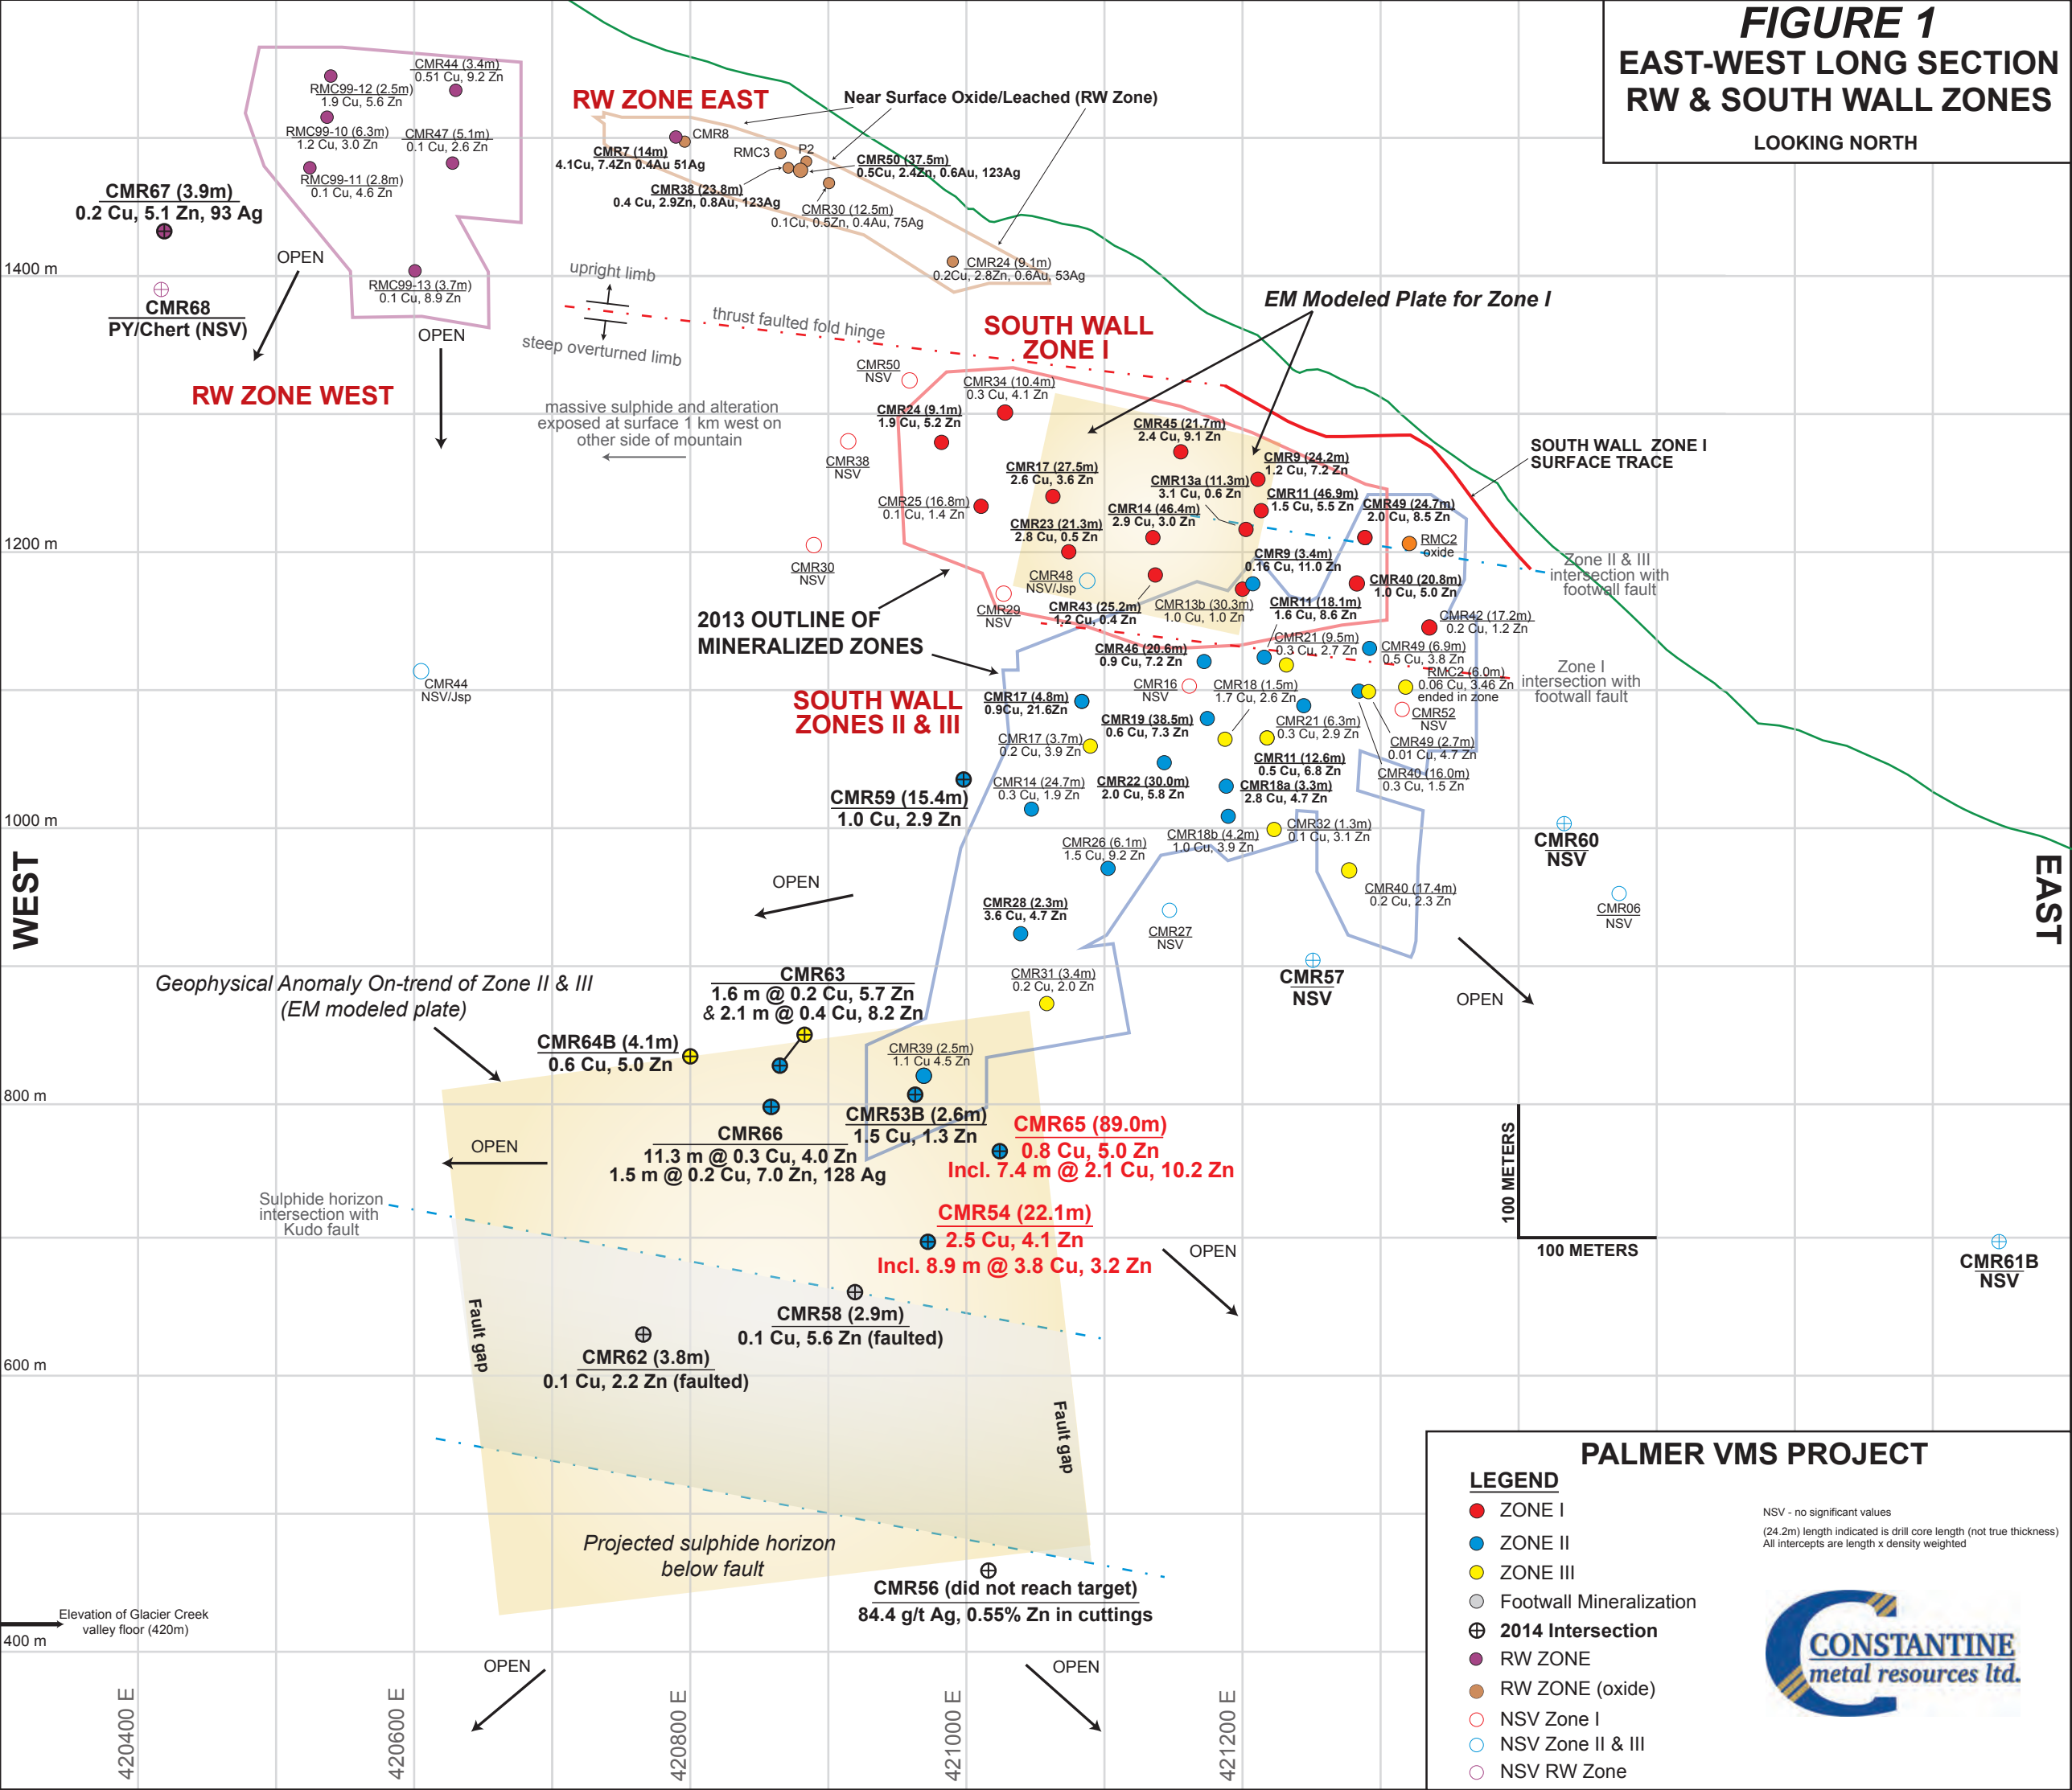 FIGURE 1
EAST-WEST LONG SECTION
RW & SOUTH WALL ZONES
LOOKING NORTH
CMR44 (3.4m)
0.51 Cu, 9.2 Zn
RMC99-12 (2.5m)
1.9 Cu, 5.6 Zn
RMC99-10 (6.3m)
1.2 Cu, 3.0 Zn
CMR47 (5.1m)
0.1 Cu, 2.6 Zn
RMC99-11 (2.8m)
0.1 Cu, 4.6 Zn
CMR67 (3.9m)
0.2 Cu, 5.1 Zn, 93 Ag
OPEN
1400 m
RMC99-13 (3.7m)
0.1 Cu, 8.9 Zn
CMR68
PY/Chert (NSV)
OPEN
RW ZONE WEST
RW ZONE EAST
Near Surface Oxide/Leached (RW Zone)
CMR8
CMR7 (14m)
4.1Cu, 7.4Zn 0.4Au 51Ag
RMC3
P2
CMR50 (37.5m)
0.5Cu, 2.4Zn, 0.6Au, 123Ag
CMR38 (23.8m)
0.4 Cu, 2.9Zn, 0.8Au, 123Ag
CMR30 (12.5m)
0.1Cu, 0.5Zn, 0.4Au, 75Ag
CMR24 (9.1m)
0.2Cu, 2.8Zn, 0.6Au, 53Ag
upright limb
thrust faulted fold hinge
steep overturned limb
EM Modeled Plate for Zone I
SOUTH WALL
ZONE I
massive sulphide and alteration
exposed at surface 1 km west on
other side of mountain
CMR50
NSV
CMR34 (10.4m)
0.3 Cu, 4.1 Zn
CMR24 (9.1m)
1.9 Cu, 5.2 Zn
CMR45 (21.7m)
2.4 Cu, 9.1 Zn
CMR38
NSV
CMR17 (27.5m)
2.6 Cu, 3.6 Zn
CMR9 (24.2m)
1.2 Cu, 7.2 Zn
CMR13a (11.3m)
3.1 Cu, 0.6 Zn
CMR11 (46.9m)
1.5 Cu, 5.5 Zn
SOUTH WALL ZONE I
SURFACE TRACE
CMR25 (16.8m)
0.1 Cu, 1.4 Zn
CMR14 (46.4m)
2.9 Cu, 3.0 Zn
CMR49 (24.7m)
2.0 Cu, 8.5 Zn
CMR23 (21.3m)
2.8 Cu, 0.5 Zn
RMC2
oxide
1200 m
CMR30
NSV
CMR9 (3.4m)
0.16 Cu, 11.0 Zn
Zone II & III
intersection with
footwall fault
CMR48
NSV/Jsp
CMR40 (20.8m)
1.0 Cu, 5.0 Zn
CMR29
NSV
CMR43 (25.2m)
1.2 Cu, 0.4 Zn
CMR13b (30.3m)
1.0 Cu, 1.0 Zn
CMR11 (18.1m)
1.6 Cu, 8.6 Zn
CMR42 (17.2m)
0.2 Cu, 1.2 Zn
2013 OUTLINE OF
MINERALIZED ZONES
CMR46 (20.6m)
0.9 Cu, 7.2 Zn
CMR21 (9.5m)
0.3 Cu, 2.7 Zn
CMR49 (6.9m)
0.5 Cu, 3.8 Zn
RMC2 (6.0m)
0.06 Cu, 3.46 Zn
ended in zone
Zone I
intersection with
footwall fault
CMR44
NSV/Jsp
CMR16
NSV
CMR18 (1.5m)
1.7 Cu, 2.6 Zn
SOUTH WALL
ZONES II & III
CMR17 (4.8m)
0.9Cu, 21.6Zn
CMR19 (38.5m)
0.6 Cu, 7.3 Zn
CMR21 (6.3m)
0.3 Cu, 2.9 Zn
CMR52
NSV
CMR17 (3.7m)
0.2 Cu, 3.9 Zn
CMR49 (2.7m)
0.01 Cu, 4.7 Zn
CMR11 (12.6m)
0.5 Cu, 6.8 Zn
CMR40 (16.0m)
0.3 Cu, 1.5 Zn
CMR59 (15.4m)
1.0 Cu, 2.9 Zn
CMR14 (24.7m)
0.3 Cu, 1.9 Zn
CMR22 (30.0m)
2.0 Cu, 5.8 Zn
CMR18a (3.3m)
2.8 Cu, 4.7 Zn
1000 m
CMR18b (4.2m)
1.0 Cu, 3.9 Zn
CMR32 (1.3m)
0.1 Cu, 3.1 Zn
CMR60
NSV
CMR26 (6.1m)
1.5 Cu, 9.2 Zn
WEST
EAST
OPEN
CMR40 (17.4m)
0.2 Cu, 2.3 Zn
CMR06
NSV
CMR28 (2.3m)
3.6 Cu, 4.7 Zn
CMR27
NSV
CMR57
NSV
OPEN
Geophysical Anomaly On-trend of Zone II & III
(EM modeled plate)
CMR63
1.6 m @ 0.2 Cu, 5.7 Zn
& 2.1 m @ 0.4 Cu, 8.2 Zn
CMR31 (3.4m)
0.2 Cu, 2.0 Zn
CMR64B (4.1m)
0.6 Cu, 5.0 Zn
CMR39 (2.5m)
1.1 Cu 4.5 Zn
800 m
CMR53B (2.6m)
1.5 Cu, 1.3 Zn
CMR66
11.3 m @ 0.3 Cu, 4.0 Zn
1.5 m @ 0.2 Cu, 7.0 Zn, 128 Ag
CMR65 (89.0m)
0.8 Cu, 5.0 Zn
Incl. 7.4 m @ 2.1 Cu, 10.2 Zn
OPEN
100 METERS
100 METERS
Sulphide horizon
intersection with
Kudo fault
CMR54 (22.1m)
2.5 Cu, 4.1 Zn
Incl. 8.9 m @ 3.8 Cu, 3.2 Zn
OPEN
CMR61B
NSV
Fault gap
CMR58 (2.9m)
0.1 Cu, 5.6 Zn (faulted)
600 m
CMR62 (3.8m)
0.1 Cu, 2.2 Zn (faulted)
Fault gap
Projected sulphide horizon
below fault
CMR56 (did not reach target)
84.4 g/t Ag, 0.55% Zn in cuttings
Elevation of Glacier Creek
valley floor (420m)
400 m
OPEN
OPEN
420400 E
420600 E
420800 E
421000 E
421200 E
PALMER VMS PROJECT
LEGEND
ZONE I
ZONE II
ZONE III
Footwall Mineralization
2014 Intersection
RW ZONE
RW ZONE (oxide)
NSV Zone I
NSV Zone II & III
NSV RW Zone
NSV - no significant values
(24.2m) length indicated is drill core length (not true thickness)
All intercepts are length x density weighted
CONSTANTINE
metal resources ltd.